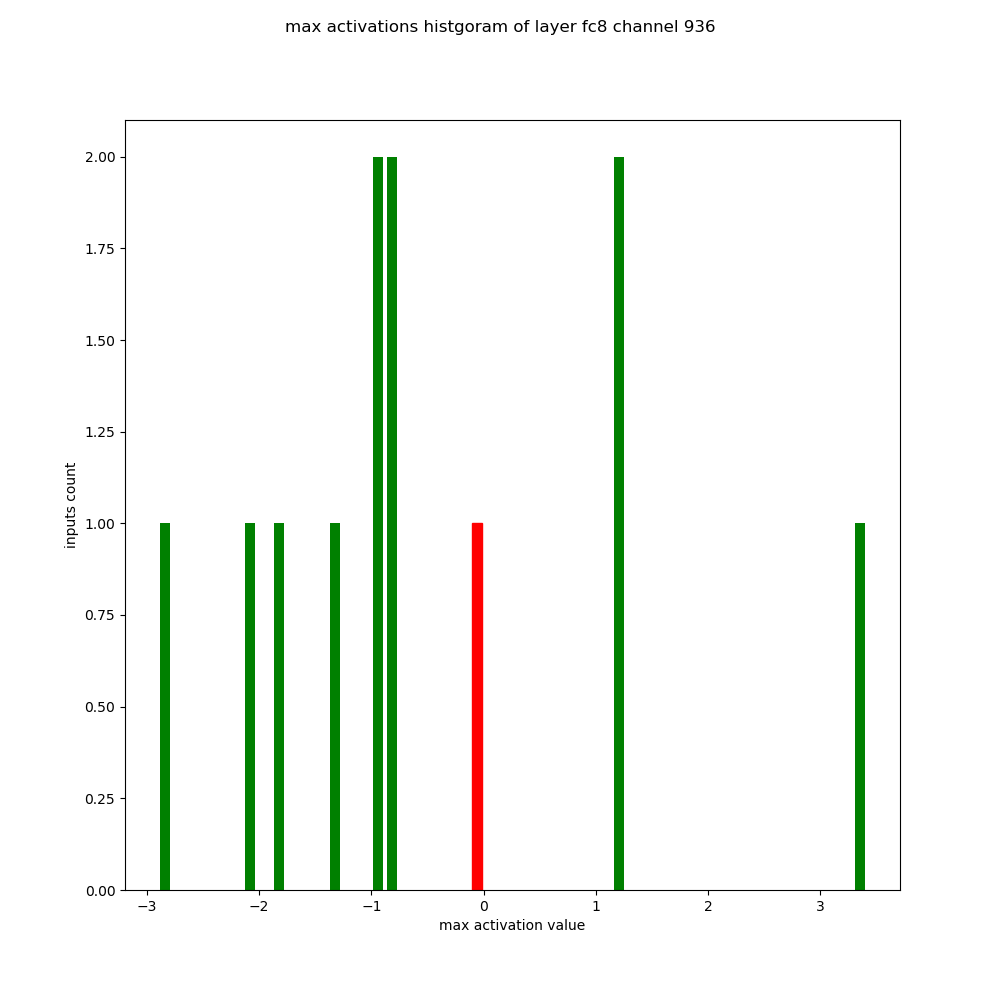 max activations histgoram of layer fc8 channel 936
2.00
1.75
1.50
1.25
1.00
0.75
0.50
0.25
0.00
inputs count
−3 −2 −1 0 1 2 3
max activation value